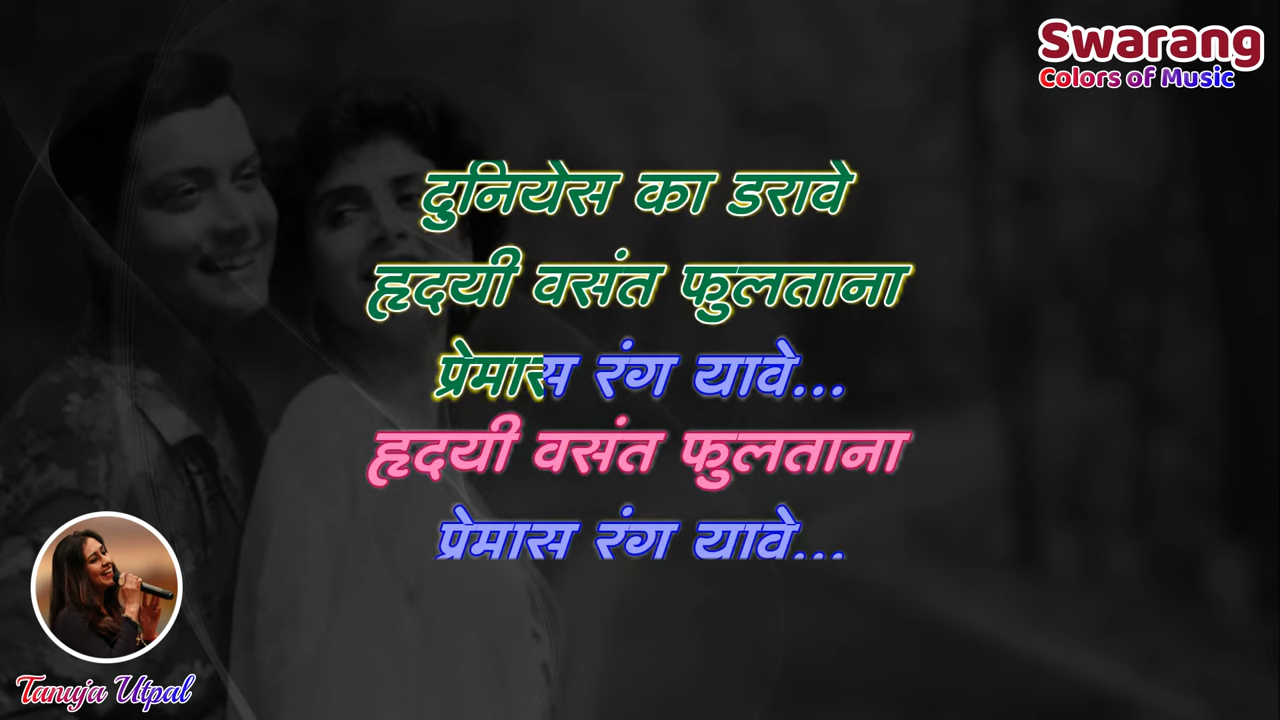 Swarang
Colors of Music
दुनियेस का डरावे
हृदयी वसंत फुलताना
प्रेमास रंग यावे...
हृदयी वसंत फुलताना
प्रेमास रंग यावे...
Tanuja Utpal